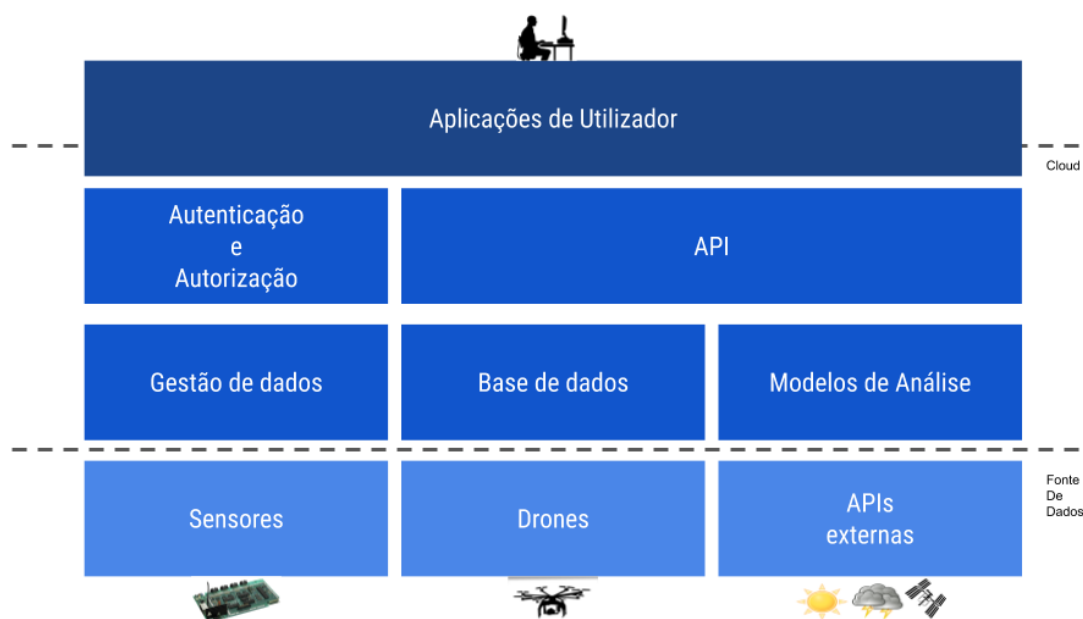 Aplicações de Utilizador
Cloud
Autenticação
e
Autorização
API
Gestão de dados
Base de dados
Modelos de Análise
Fonte
De
Dados
Sensores
Drones
APIs
externas